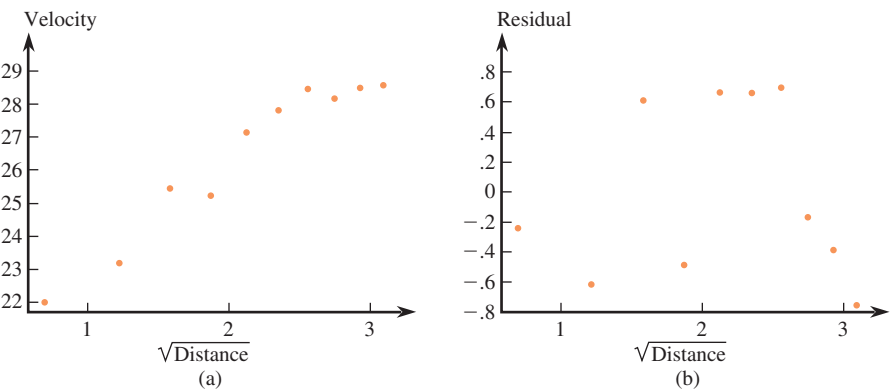 Velocity
29
28
27
26
25
24
23
22
1 2 3
√Distance
(a)
Residual
.8
.6
.4
.2
0
−.2
−.4
−.6
−.8
1 2 3
√Distance
(b)